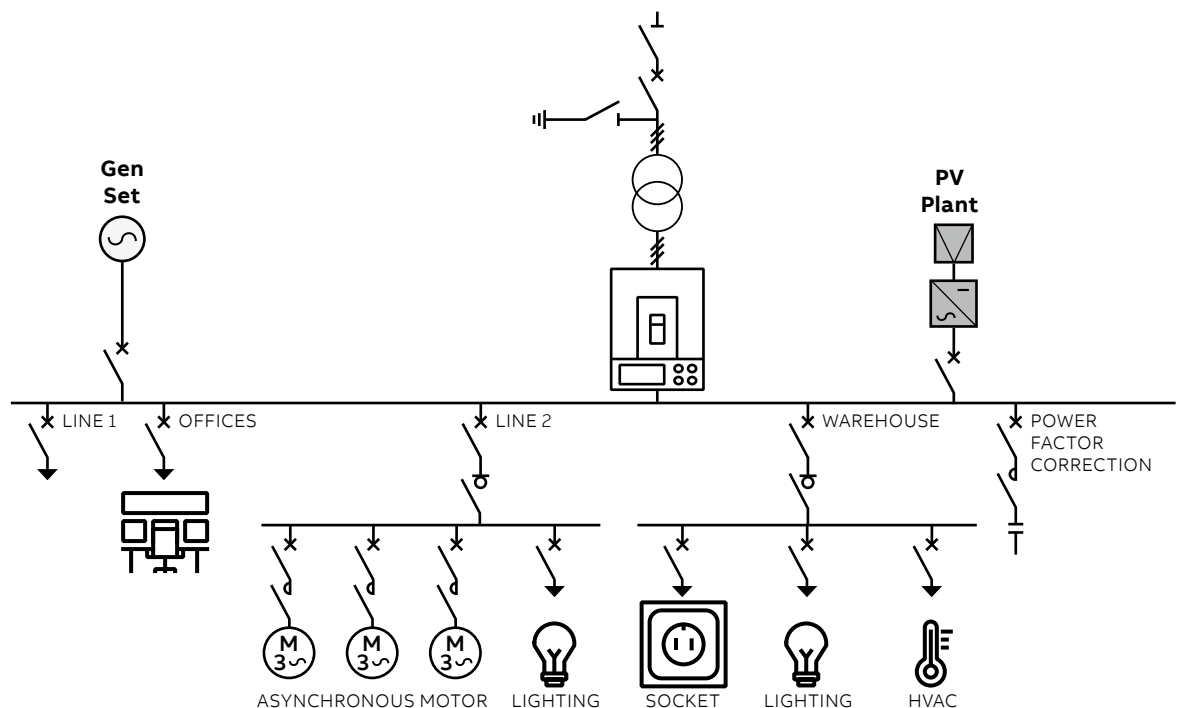 Gen
Set
PV
Plant
LINE 1
OFFICES
LINE 2
WAREHOUSE
POWER
FACTOR
CORRECTION
M
3
M
3
M
3
ASYNCHRONOUS MOTOR
LIGHTING
SOCKET
LIGHTING
HVAC